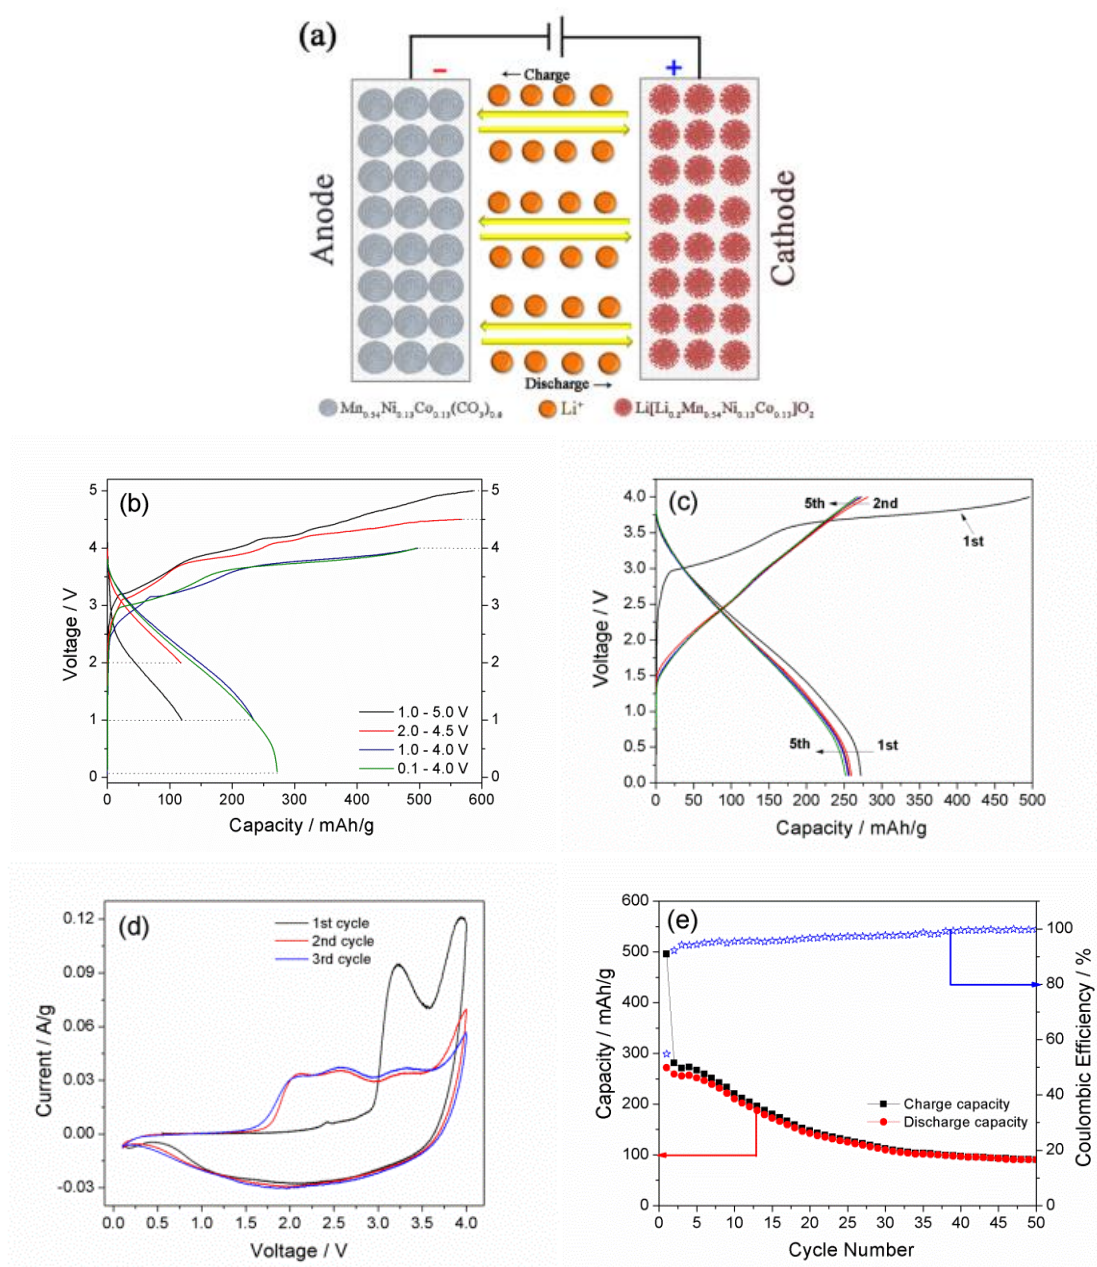 (a)
− +
← Charge
Anode
Cathode
Discharge →
Mn0.54Ni0.13Co0.13(CO3)0.8 Li+ Li[Li0.2Mn0.54Ni0.13Co0.13]O2
(b)
Voltage / V
5 5
4 4
3 3
2 2
1 1
0 0
1.0 - 5.0 V
2.0 - 4.5 V
1.0 - 4.0 V
0.1 - 4.0 V
0 100 200 300 400 500 600
Capacity / mAh/g
(c)
Voltage / V
4.0
3.5
3.0
2.5
2.0
1.5
1.0
0.5
0.0
5th 2nd
1st
5th 1st
0 50 100 150 200 250 300 350 400 450 500
Capacity / mAh/g
(d)
Current / A/g
0.12
0.09
0.06
0.03
0.00
-0.03
1st cycle
2nd cycle
3rd cycle
0.0 0.5 1.0 1.5 2.0 2.5 3.0 3.5 4.0
Voltage / V
(e)
Capacity / mAh/g
600
500
400
300
200
100
0
Charge capacity
Discharge capacity
100
80
60
40
20
0
Coulombic Efficiency / %
0 5 10 15 20 25 30 35 40 45 50
Cycle Number